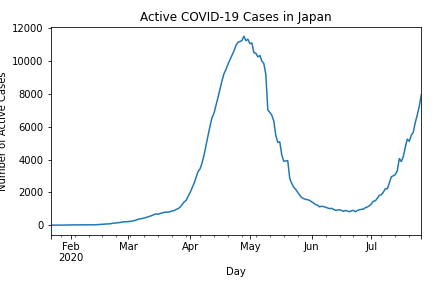 Active COVID-19 Cases in Japan
Number of Active Cases
12000
10000
8000
6000
4000
2000
0
Feb
2020
Mar
Apr
May
Jun
Jul
Day